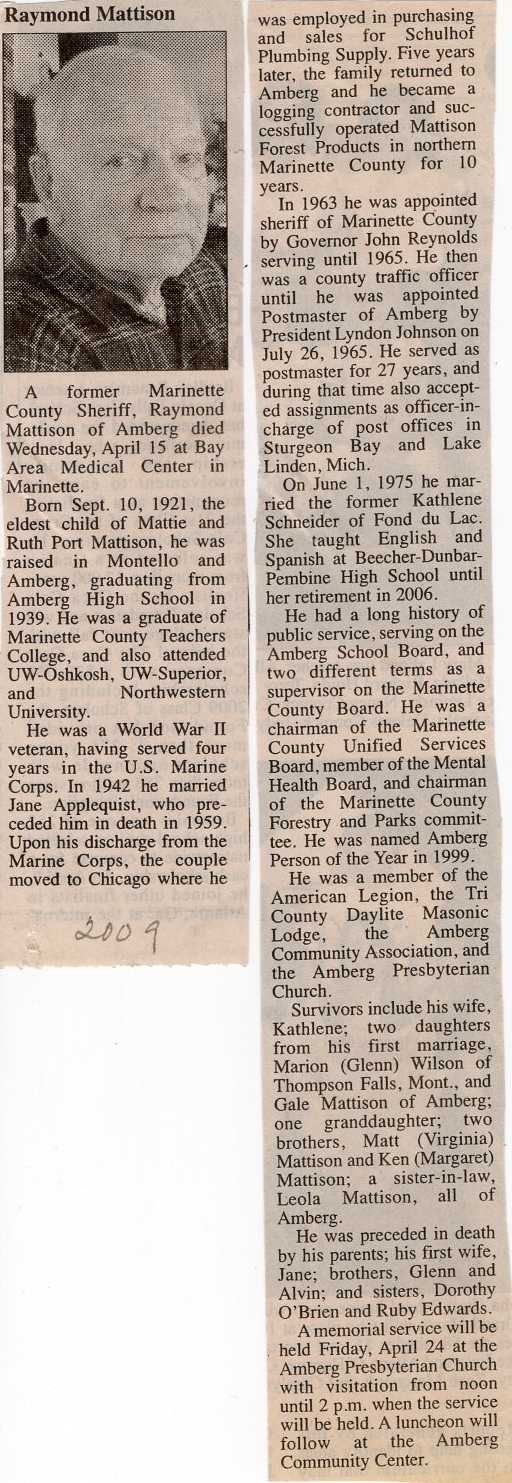 Raymond Mattison
A former Marinette
County Sheriff, Raymond
Mattison of Amberg died
Wednesday, April 15 at Bay
Area Medical Center in
Marinette.
Born Sept. 10, 1921, the
eldest child of Mattie and
Ruth Port Mattison, he was
raised in Montello and
Amberg, graduating from
Amberg High School in
1939. He was a graduate of
Marinette County Teachers
College, and also attended
UW-Oshkosh, UW-Superior,
and Northwestern
University.
He was a World War II
veteran, having served four
years in the U.S. Marine
Corps. In 1942 he married
Jane Applequist, who pre-
ceded him in death in 1959.
Upon his discharge from the
Marine Corps, the couple
moved to Chicago where he
2009
was employed in purchasing
and sales for Schulhof
Plumbing Supply. Five years
later, the family returned to
Amberg and he became a
logging contractor and suc-
cessfully operated Mattison
Forest Products in northern
Marinette County for 10
years.
In 1963 he was appointed
sheriff of Marinette County
by Governor John Reynolds
serving until 1965. He then
was a county traffic officer
until he was appointed
Postmaster of Amberg by
President Lyndon Johnson on
July 26, 1965. He served as
postmaster for 27 years, and
during that time also accept-
ed assignments as officer-in-
charge of post offices in
Sturgeon Bay and Lake
Linden, Mich.
On June 1, 1975 he mar-
ried the former Kathlene
Schneider of Fond du Lac.
She taught English and
Spanish at Beecher-Dunbar-
Pembine High School until
her retirement in 2006.
He had a long history of
public service, serving on the
Amberg School Board, and
two different terms as a
supervisor on the Marinette
County Board. He was a
chairman of the Marinette
County Unified Services
Board, member of the Mental
Health Board, and chairman
of the Marinette County
Forestry and Parks commit-
tee. He was named Amberg
Person of the Year in 1999.
He was a member of the
American Legion, the Tri
County Daylite Masonic
Lodge, the Amberg
Community Association, and
the Amberg Presbyterian
Church.
Survivors include his wife,
Kathlene; two daughters
from his first marriage,
Marion (Glenn) Wilson of
Thompson Falls, Mont., and
Gale Mattison of Amberg;
one granddaughter; two
brothers, Matt (Virginia)
Mattison and Ken (Margaret)
Mattison; a sister-in-law,
Leola Mattison, all of
Amberg.
He was preceded in death
by his parents; his first wife,
Jane; brothers, Glenn and
Alvin; and sisters, Dorothy
O'Brien and Ruby Edwards.
A memorial service will be
held Friday, April 24 at the
Amberg Presbyterian Church
with visitation from noon
until 2 p.m. when the service
will be held. A luncheon will
follow at the Amberg
Community Center.